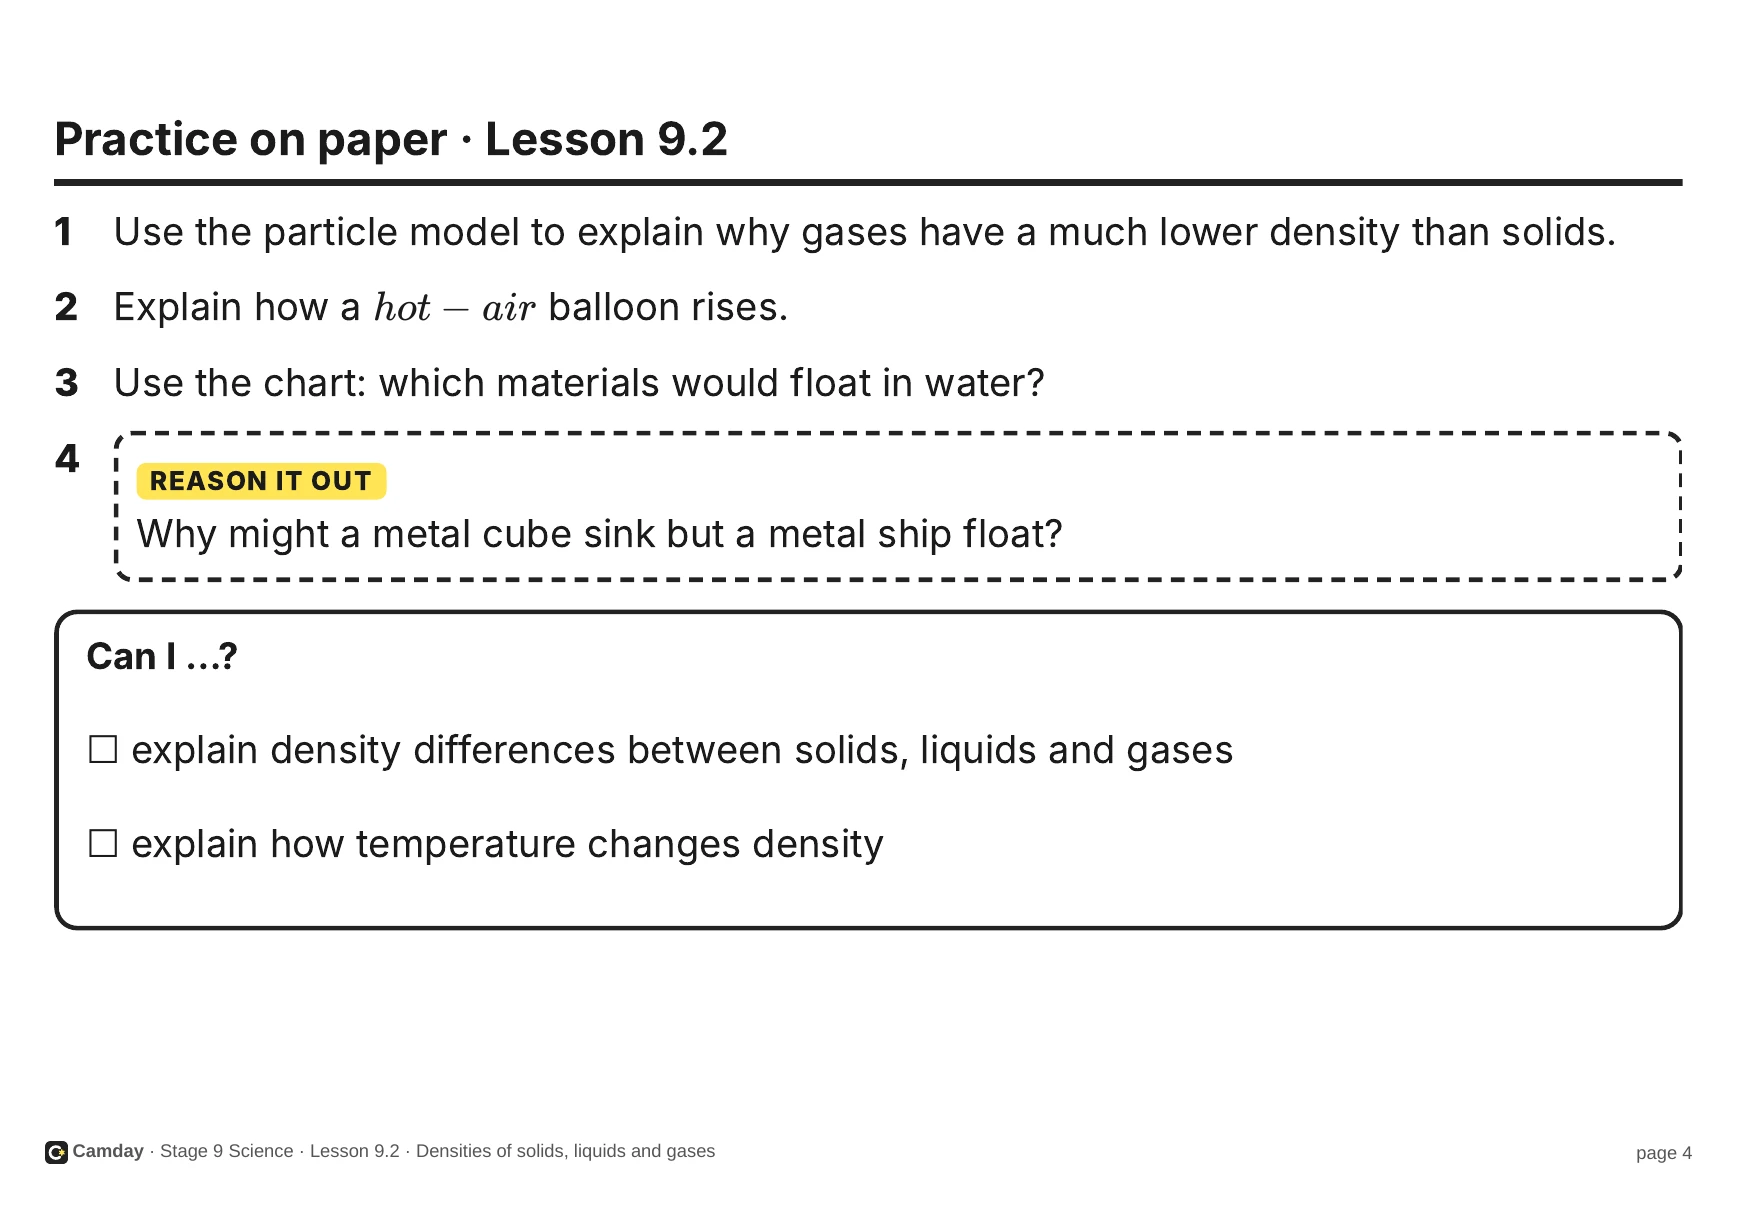 Practice on paper · Lesson 9.2
1 Use the particle model to explain why gases have a much lower density than solids.
2 Explain how a hot − air balloon rises.
3 Use the chart: which materials would float in water?
4
REASON IT OUT
Why might a metal cube sink but a metal ship float?
Can I …?
☐ explain density differences between solids, liquids and gases
☐ explain how temperature changes density
Camday · Stage 9 Science · Lesson 9.2 · Densities of solids, liquids and gases
page 4